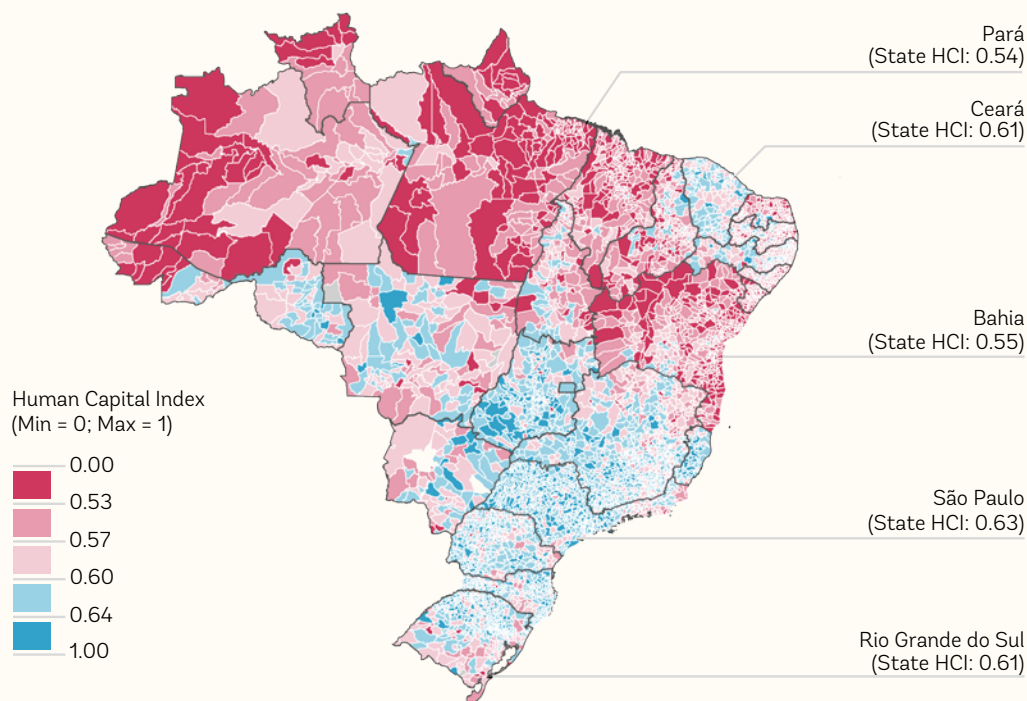 Pará
(State HCI: 0.54)
Ceará
(State HCI: 0.61)
Bahia
(State HCI: 0.55)
Human Capital Index
(Min = 0; Max = 1)
0.00
0.53
0.57
0.60
0.64
1.00
São Paulo
(State HCI: 0.63)
Rio Grande do Sul
(State HCI: 0.61)